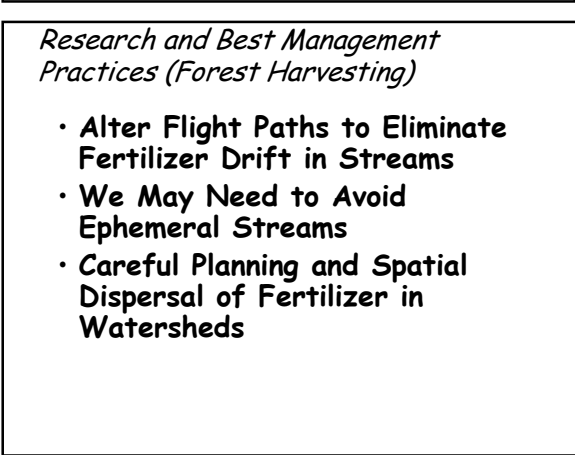 Research and Best Management
Practices (Forest Harvesting)
• Alter Flight Paths to Eliminate
Fertilizer Drift in Streams
• We May Need to Avoid
Ephemeral Streams
• Careful Planning and Spatial
Dispersal of Fertilizer in
Watersheds